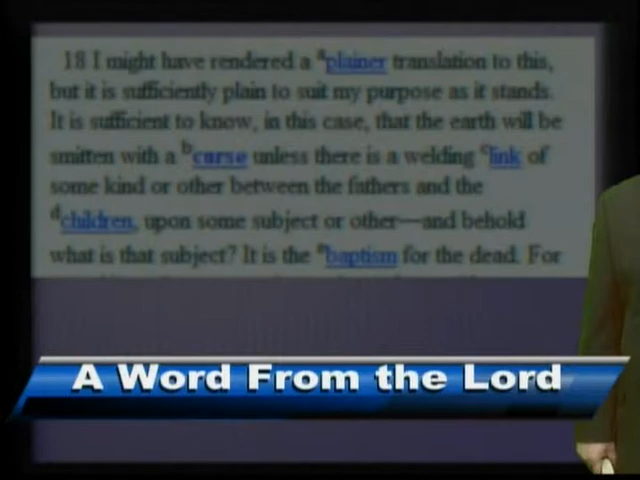 18 I might have rendered a ᵃplainer translation to this,
but it is sufficiently plain to suit my purpose as it stands.
It is sufficient to know, in this case, that the earth will be
smitten with a ᵇcurse unless there is a welding ᶜlink of
some kind or other between the fathers and the
ᵈchildren, upon some subject or other—and behold
what is that subject? It is the ᵉbaptism for the dead. For
A Word From the Lord